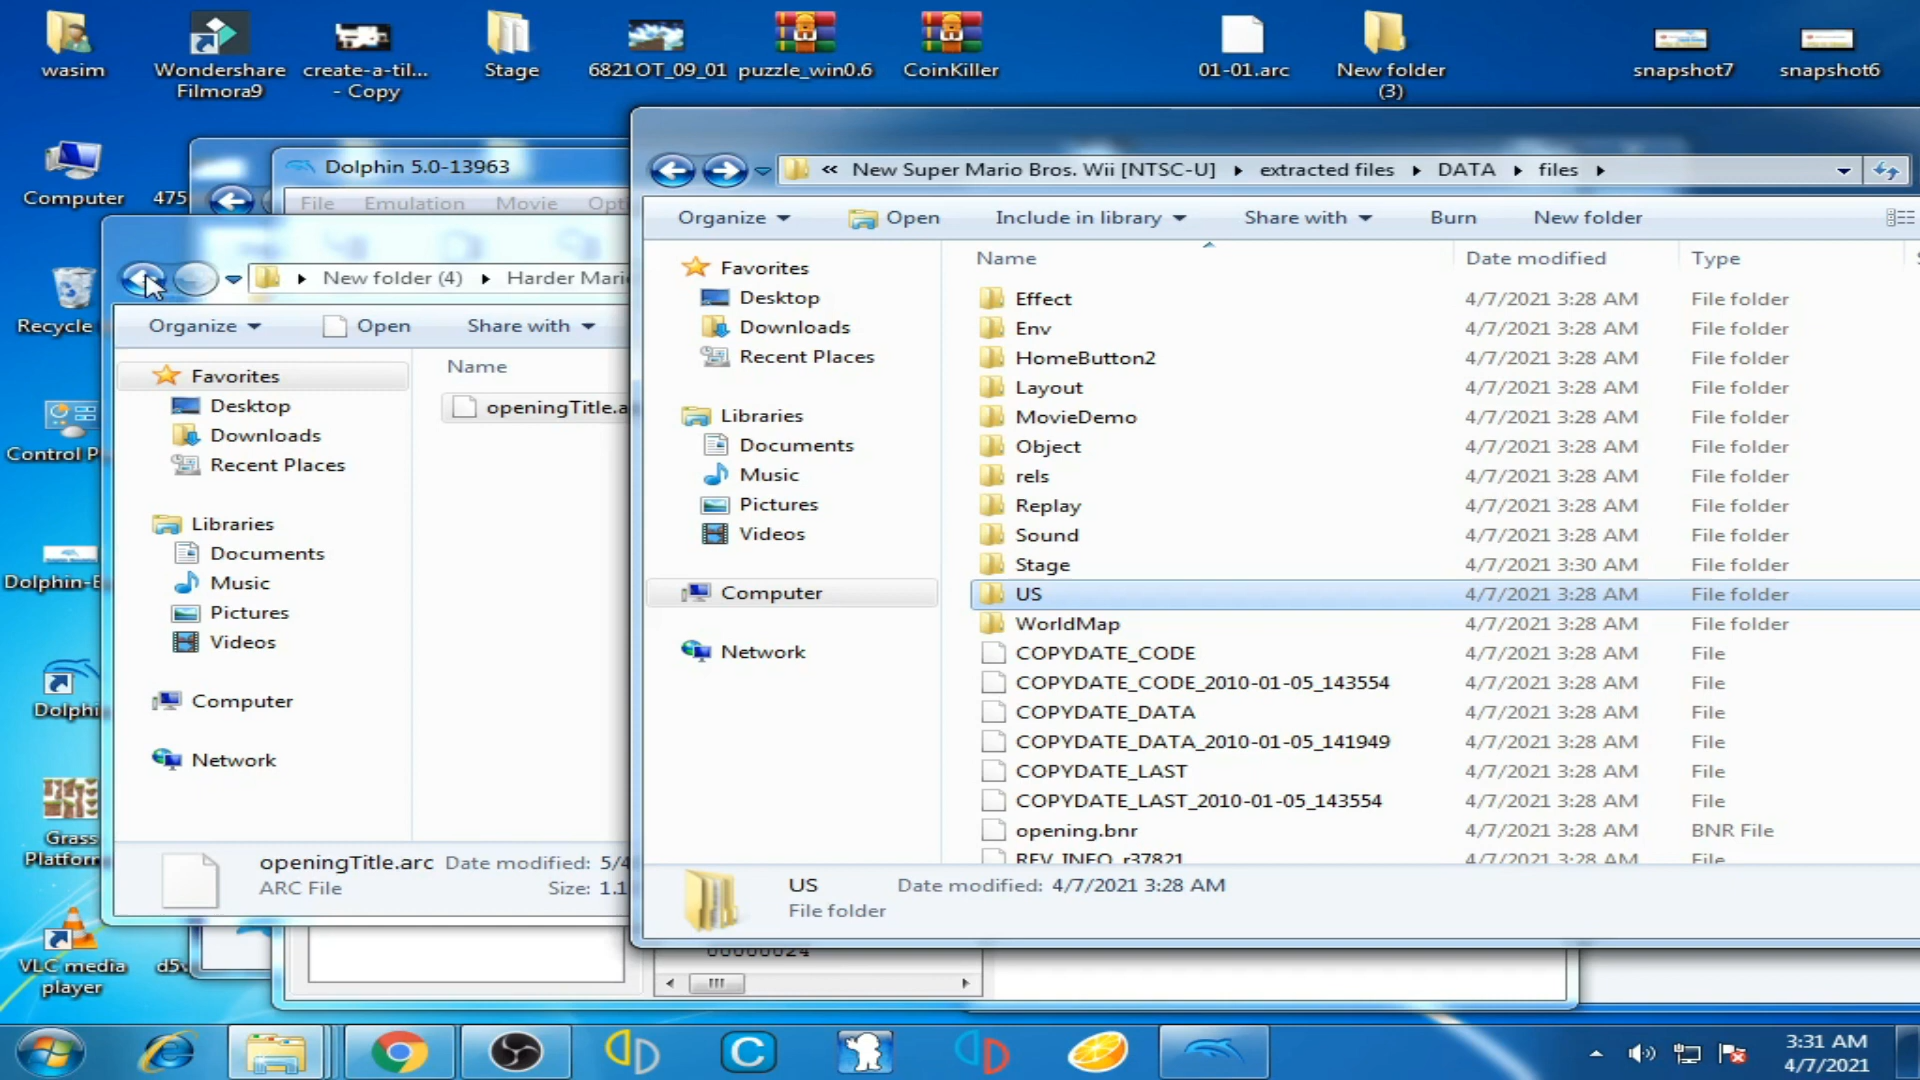 wasim
Wondershare
Filmora9
create-a-til...
- Copy
Stage
6821OT_09_01
puzzle_win0.6
CoinKiller
01-01.arc
New folder
(3)
snapshot7
snapshot6
Computer
475
Recycle
Control P
Dolphin-E
Dolphi
Grass
Platfor
VLC media
player
d5v
Dolphin 5.0-13963
File Emulation Movie Opti
New folder (4) Harder Mari
Organize Open Share with
Favorites
Desktop
Downloads
Recent Places
Libraries
Documents
Music
Pictures
Videos
Computer
Network
Name
openingTitle.a
openingTitle.arc Date modified: 5/4
ARC File Size: 1.1
« New Super Mario Bros. Wii [NTSC-U] extracted files DATA files
Organize Open Include in library Share with Burn New folder
Favorites
Desktop
Downloads
Recent Places
Libraries
Documents
Music
Pictures
Videos
Computer
Network
Name Date modified Type
Effect 4/7/2021 3:28 AM File folder
Env 4/7/2021 3:28 AM File folder
HomeButton2 4/7/2021 3:28 AM File folder
Layout 4/7/2021 3:28 AM File folder
MovieDemo 4/7/2021 3:28 AM File folder
Object 4/7/2021 3:28 AM File folder
rels 4/7/2021 3:28 AM File folder
Replay 4/7/2021 3:28 AM File folder
Sound 4/7/2021 3:28 AM File folder
Stage 4/7/2021 3:30 AM File folder
US 4/7/2021 3:28 AM File folder
WorldMap 4/7/2021 3:28 AM File folder
COPYDATE_CODE 4/7/2021 3:28 AM File
COPYDATE_CODE_2010-01-05_143554 4/7/2021 3:28 AM File
COPYDATE_DATA 4/7/2021 3:28 AM File
COPYDATE_DATA_2010-01-05_141949 4/7/2021 3:28 AM File
COPYDATE_LAST 4/7/2021 3:28 AM File
COPYDATE_LAST_2010-01-05_143554 4/7/2021 3:28 AM File
opening.bnr 4/7/2021 3:28 AM BNR File
REV_INFO_r37821 4/7/2021 3:28 AM File
US Date modified: 4/7/2021 3:28 AM
File folder
00000024
3:31 AM
4/7/2021